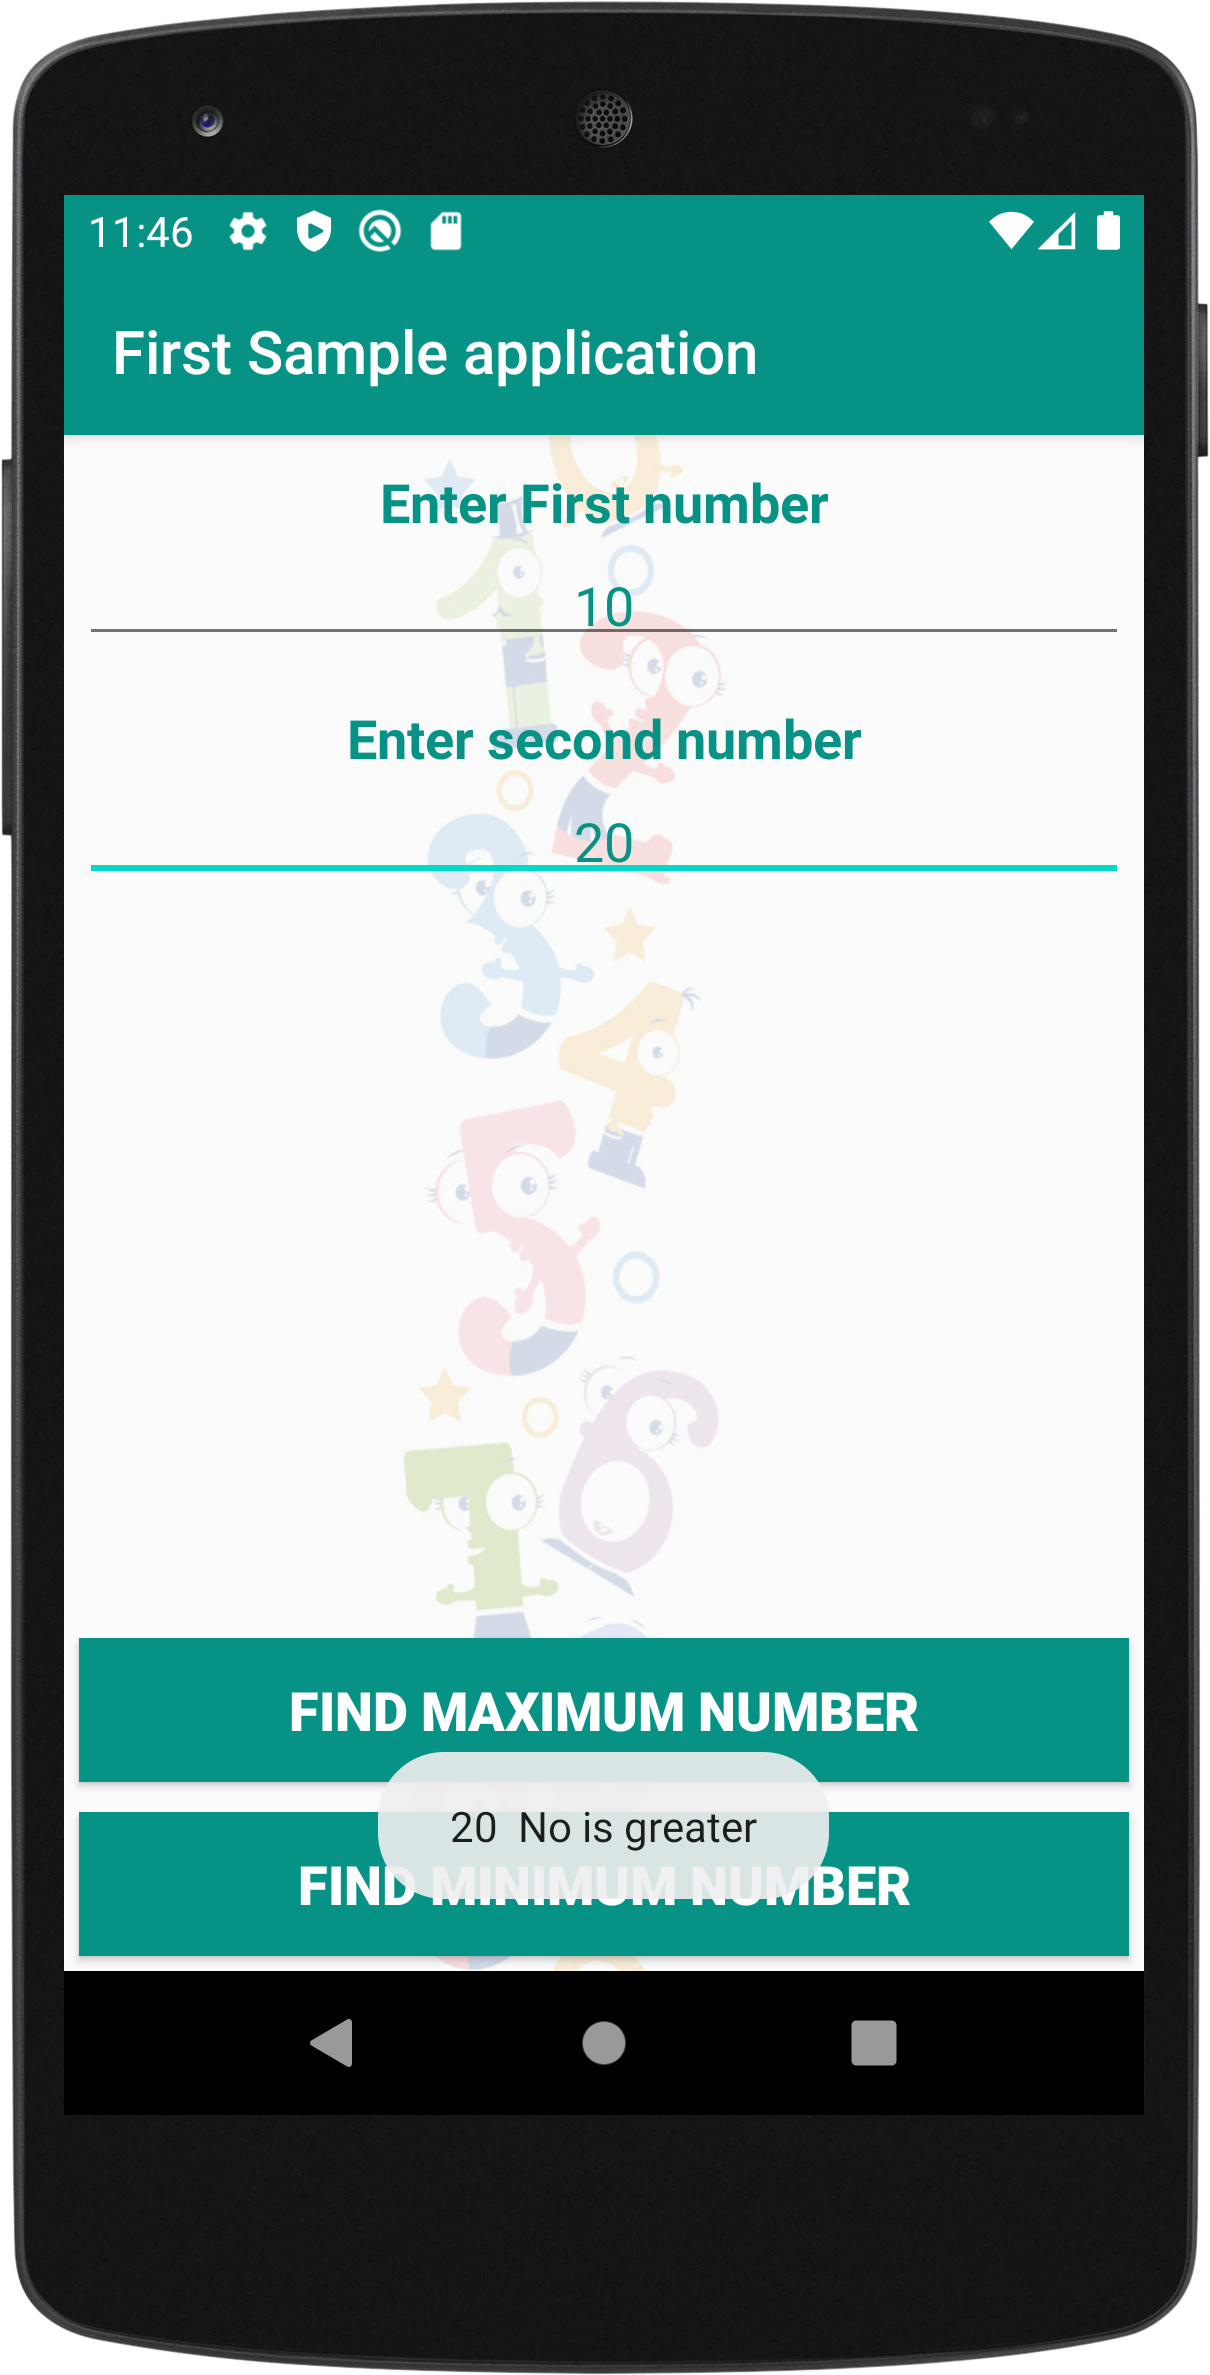 11:46
First Sample application
Enter First number
10
Enter second number
20
FIND MAXIMUM NUMBER
20 No is greater
FIND MINIMUM NUMBER